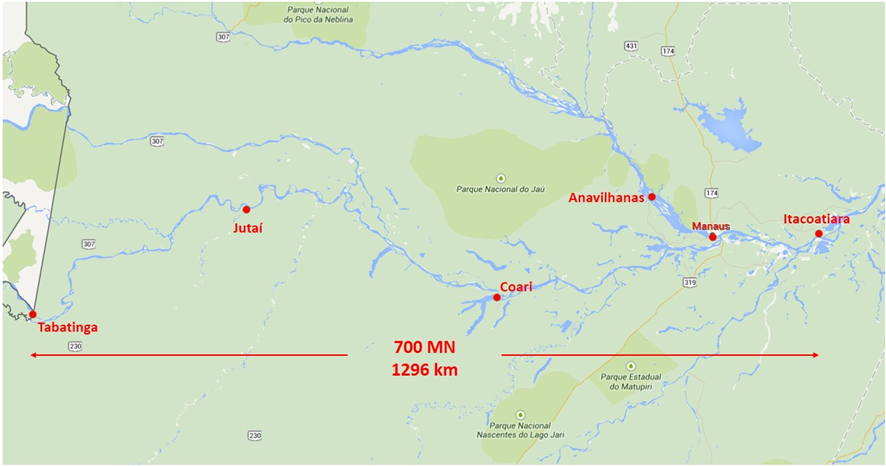 Parque Nacional
do Pico da Neblina
307
431
174
307
Parque Nacional do Jaú
Anavilhanas
174
Jutaí
Manaus
Itacoatiara
307
319
Coari
Tabatinga
230
700 MN
1296 km
Parque Estadual
do Matupiri
Parque Nacional
Nascentes do Lago Jari
230